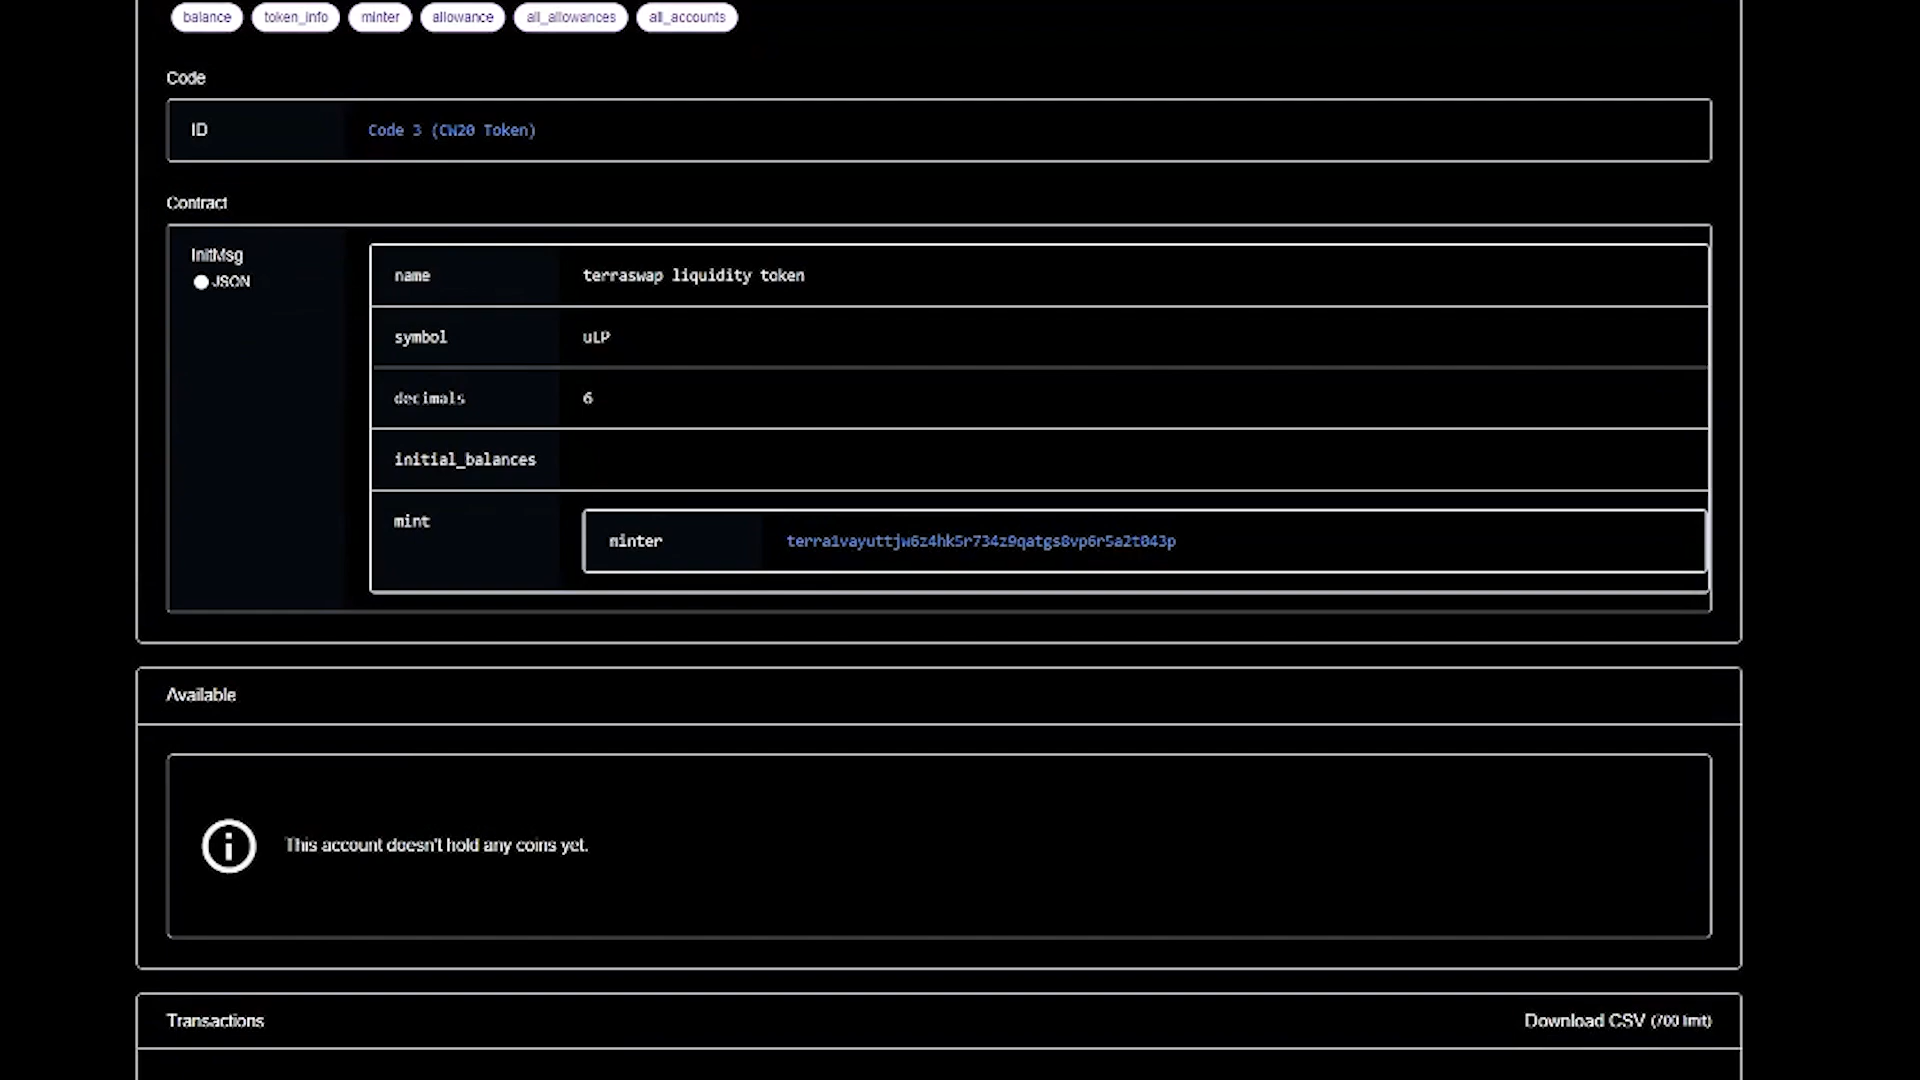 balance token_info minter allowance all_allowances all_accounts
Code
ID Code 3 (CW20 Token)
Contract
InitMsg
JSON
name terraswap liquidity token
symbol uLP
decimals 6
initial_balances
mint
minter terra1vayuttjw6z4hk5r734z9qatgs8vp6r5a2t043p
Available
This account doesn't hold any coins yet.
Transactions Download CSV (700 limit)